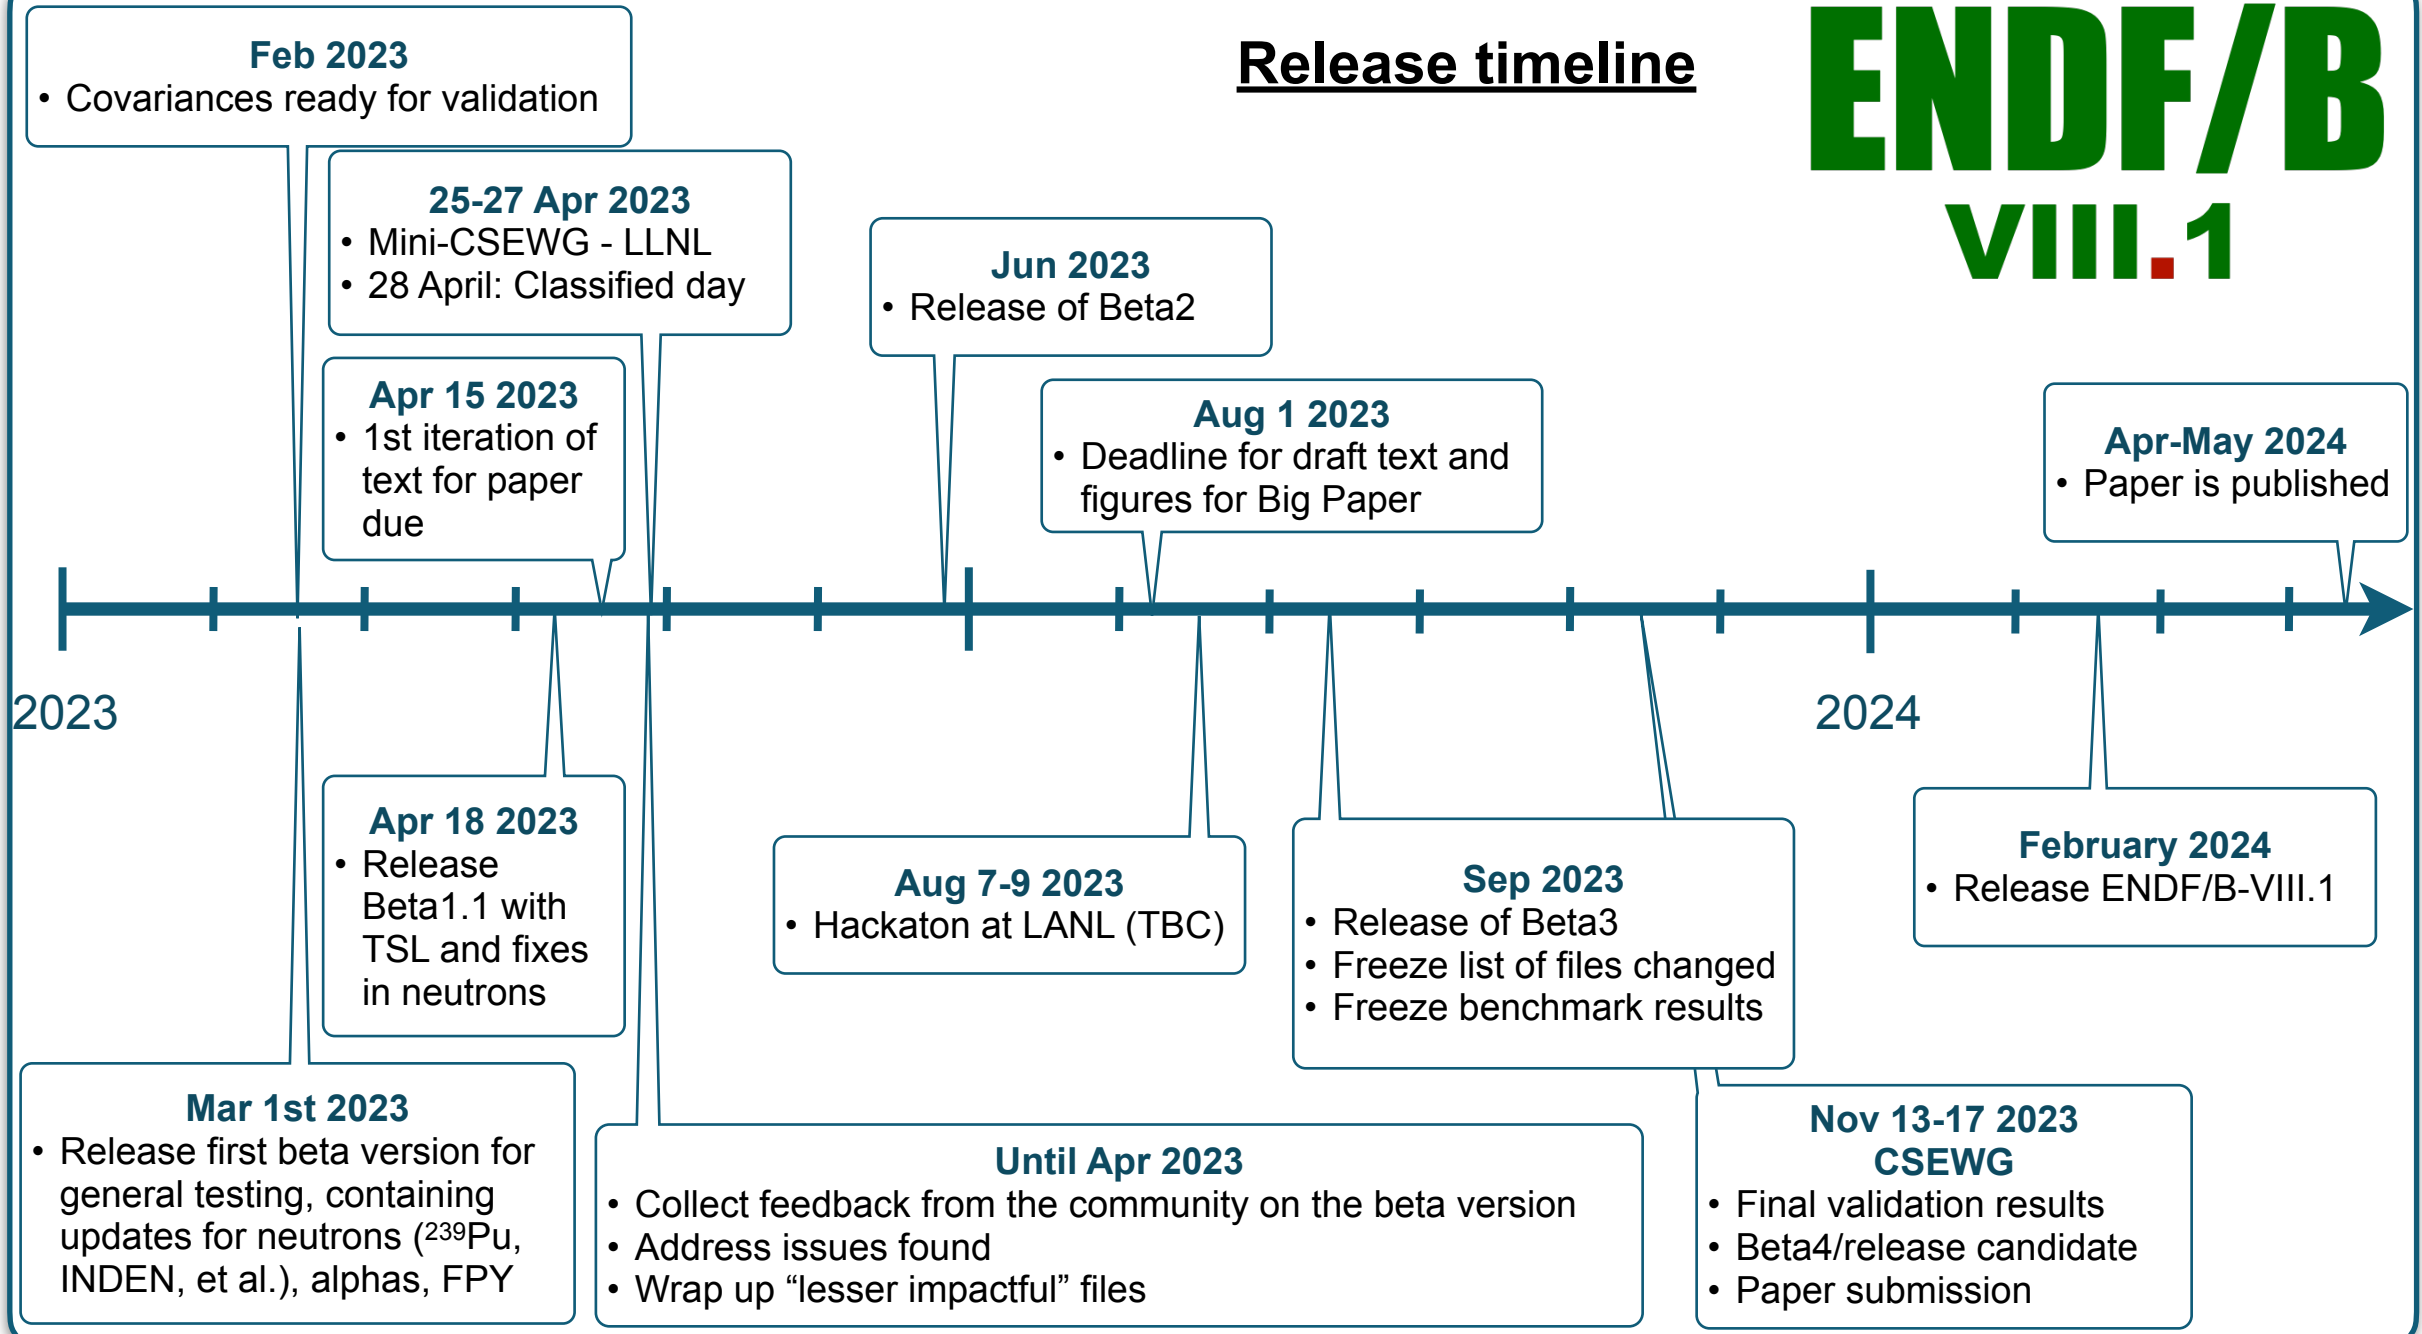 Release timeline
ENDF/B
VIII.1
Feb 2023
• Covariances ready for validation
25-27 Apr 2023
• Mini-CSEWG - LLNL
• 28 April: Classified day
Apr 15 2023
• 1st iteration of
text for paper
due
Jun 2023
• Release of Beta2
Aug 1 2023
• Deadline for draft text and
figures for Big Paper
Apr-May 2024
• Paper is published
2023
2024
Apr 18 2023
• Release
Beta1.1 with
TSL and fixes
in neutrons
Aug 7-9 2023
• Hackaton at LANL (TBC)
Sep 2023
• Release of Beta3
• Freeze list of files changed
• Freeze benchmark results
February 2024
• Release ENDF/B-VIII.1
Mar 1st 2023
• Release first beta version for
general testing, containing
updates for neutrons (²³⁹Pu,
INDEN, et al.), alphas, FPY
Until Apr 2023
• Collect feedback from the community on the beta version
• Address issues found
• Wrap up “lesser impactful” files
Nov 13-17 2023
CSEWG
• Final validation results
• Beta4/release candidate
• Paper submission